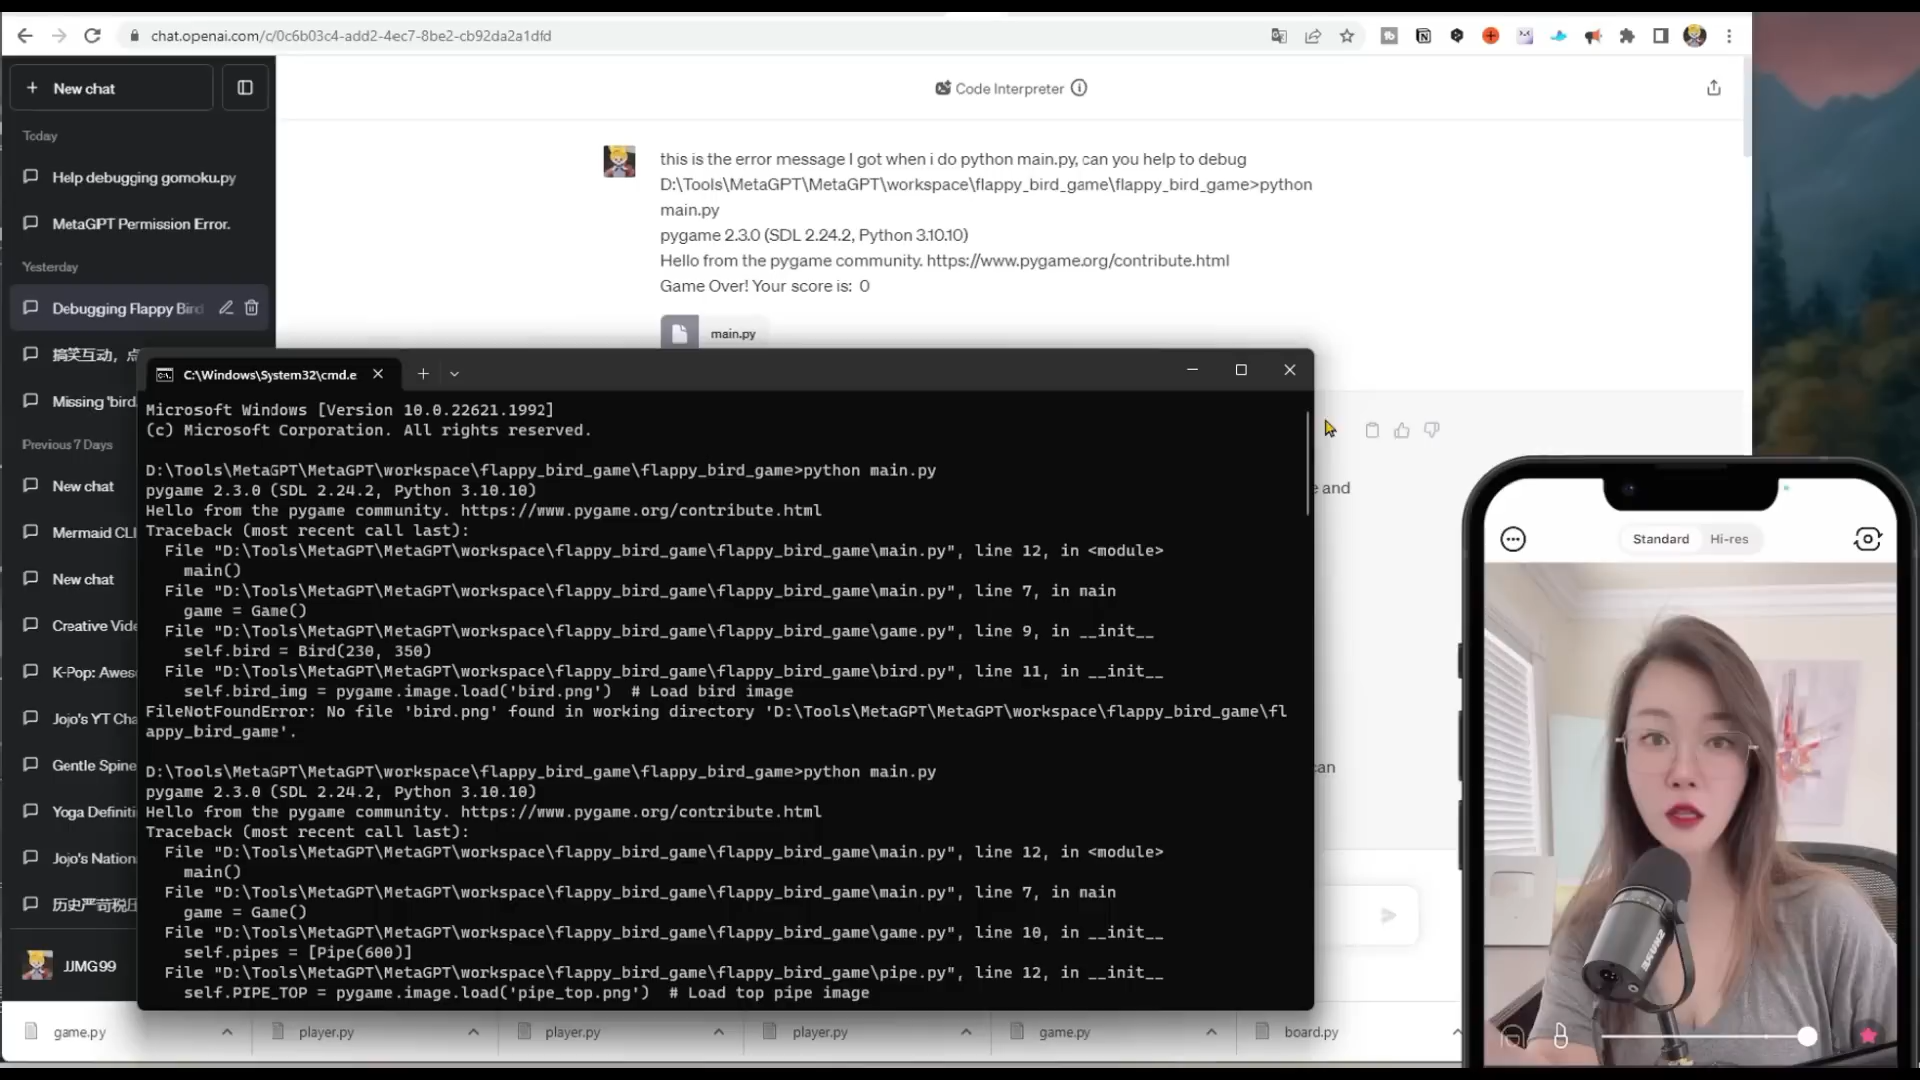 chat.openai.com/c/0c6b03c4-add2-4ec7-8be2-cb92da2a1dfd
New chat
Code Interpreter
Today
Help debugging gomoku.py
MetaGPT Permission Error.
Yesterday
Debugging Flappy Bird
搞笑互动，点
Missing 'bird.
Previous 7 Days
New chat
Mermaid CLI
New chat
Creative Vide
K-Pop: Awes
Jojo's YT Cha
Gentle Spine
Yoga Definiti
Jojo's Nation
历史严苛税压
JJMG99
this is the error message I got when i do python main.py, can you help to debug
D:\Tools\MetaGPT\MetaGPT\workspace\flappy_bird_game\flappy_bird_game>python
main.py
pygame 2.3.0 (SDL 2.24.2, Python 3.10.10)
Hello from the pygame community. https://www.pygame.org/contribute.html
Game Over! Your score is: 0
main.py
e and
can
C:\Windows\System32\cmd.e
Microsoft Windows [Version 10.0.22621.1992]
(c) Microsoft Corporation. All rights reserved.
D:\Tools\MetaGPT\MetaGPT\workspace\flappy_bird_game\flappy_bird_game>python main.py
pygame 2.3.0 (SDL 2.24.2, Python 3.10.10)
Hello from the pygame community. https://www.pygame.org/contribute.html
Traceback (most recent call last):
File "D:\Tools\MetaGPT\MetaGPT\workspace\flappy_bird_game\flappy_bird_game\main.py", line 12, in <module>
main()
File "D:\Tools\MetaGPT\MetaGPT\workspace\flappy_bird_game\flappy_bird_game\main.py", line 7, in main
game = Game()
File "D:\Tools\MetaGPT\MetaGPT\workspace\flappy_bird_game\flappy_bird_game\game.py", line 9, in __init__
self.bird = Bird(230, 350)
File "D:\Tools\MetaGPT\MetaGPT\workspace\flappy_bird_game\flappy_bird_game\bird.py", line 11, in __init__
self.bird_img = pygame.image.load('bird.png') # Load bird image
FileNotFoundError: No file 'bird.png' found in working directory 'D:\Tools\MetaGPT\MetaGPT\workspace\flappy_bird_game\fl
appy_bird_game'.
D:\Tools\MetaGPT\MetaGPT\workspace\flappy_bird_game\flappy_bird_game>python main.py
pygame 2.3.0 (SDL 2.24.2, Python 3.10.10)
Hello from the pygame community. https://www.pygame.org/contribute.html
Traceback (most recent call last):
File "D:\Tools\MetaGPT\MetaGPT\workspace\flappy_bird_game\flappy_bird_game\main.py", line 12, in <module>
main()
File "D:\Tools\MetaGPT\MetaGPT\workspace\flappy_bird_game\flappy_bird_game\main.py", line 7, in main
game = Game()
File "D:\Tools\MetaGPT\MetaGPT\workspace\flappy_bird_game\flappy_bird_game\game.py", line 10, in __init__
self.pipes = [Pipe(600)]
File "D:\Tools\MetaGPT\MetaGPT\workspace\flappy_bird_game\flappy_bird_game\pipe.py", line 12, in __init__
self.PIPE_TOP = pygame.image.load('pipe_top.png') # Load top pipe image
Standard Hi-res
SHURE
game.py
player.py
player.py
player.py
game.py
board.py